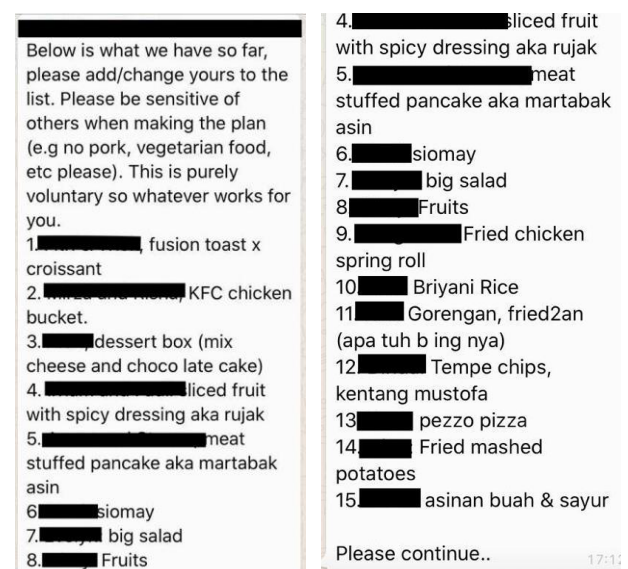 Below is what we have so far,
please add/change yours to the
list. Please be sensitive of
others when making the plan
(e.g no pork, vegetarian food,
etc please). This is purely
voluntary so whatever works for
you.
1. , fusion toast x
croissant
2. KFC chicken
bucket.
3. dessert box (mix
cheese and choco late cake)
4. sliced fruit
with spicy dressing aka rujak
5. meat
stuffed pancake aka martabak
asin
6 siomay
7. big salad
8. Fruits
4. sliced fruit
with spicy dressing aka rujak
5. meat
stuffed pancake aka martabak
asin
6. siomay
7. big salad
8 Fruits
9. Fried chicken
spring roll
10 Briyani Rice
11 Gorengan, fried2an
(apa tuh b ing nya)
12 Tempe chips,
kentang mustofa
13 pezzo pizza
14. Fried mashed
potatoes
15. asinan buah & sayur
Please continue..
17:12